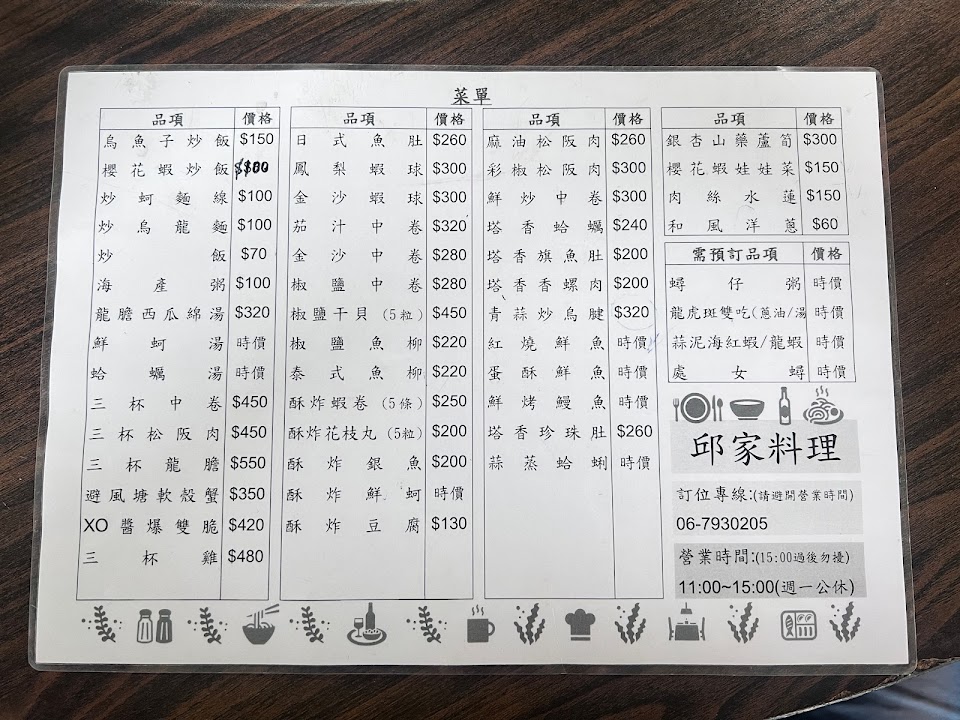 菜單
品項 價格
烏魚子炒飯 $150
櫻花蝦炒飯
炒蚵麵線 $100
炒烏龍麵 $100
炒飯 $70
海產粥 $100
龍膽西瓜綿湯 $320
鮮蚵湯 時價
蛤蠣湯 時價
三杯中卷 $450
三杯松阪肉 $450
三杯龍膽 $550
避風塘軟殼蟹 $350
XO醬爆雙脆 $420
三杯雞 $480
品項 價格
日式魚肚 $260
鳳梨蝦球 $300
金沙蝦球 $300
茄汁中卷 $320
金沙中卷 $280
椒鹽中卷 $280
椒鹽干貝(5粒) $450
椒鹽魚柳 $220
泰式魚柳 $220
酥炸蝦卷(5條) $250
酥炸花枝丸(5粒) $200
酥炸銀魚 $200
酥炸鮮蚵 時價
酥炸豆腐 $130
品項 價格
麻油松阪肉 $260
彩椒松阪肉 $300
鮮炒中卷 $300
塔香蛤蠣 $240
塔香旗魚肚 $200
塔香香螺肉 $200
青蒜炒烏腱 $320
紅燒鮮魚 時價
蛋酥鮮魚 時價
鮮烤鰻魚 時價
塔香珍珠肚 $260
蒜蒸蛤蜊 時價
品項 價格
銀杏山藥蘆筍 $300
櫻花蝦娃娃菜 $150
肉絲水蓮 $150
和風洋蔥 $60
需預訂品項 價格
蟳仔粥 時價
龍虎斑雙吃(蔥油/湯 時價
蒜泥海紅蝦/龍蝦 時價
處女蟳 時價
邱家料理
訂位專線:(請避開營業時間)
06-7930205
營業時間:(15:00過後勿擾)
11:00~15:00(週一公休)